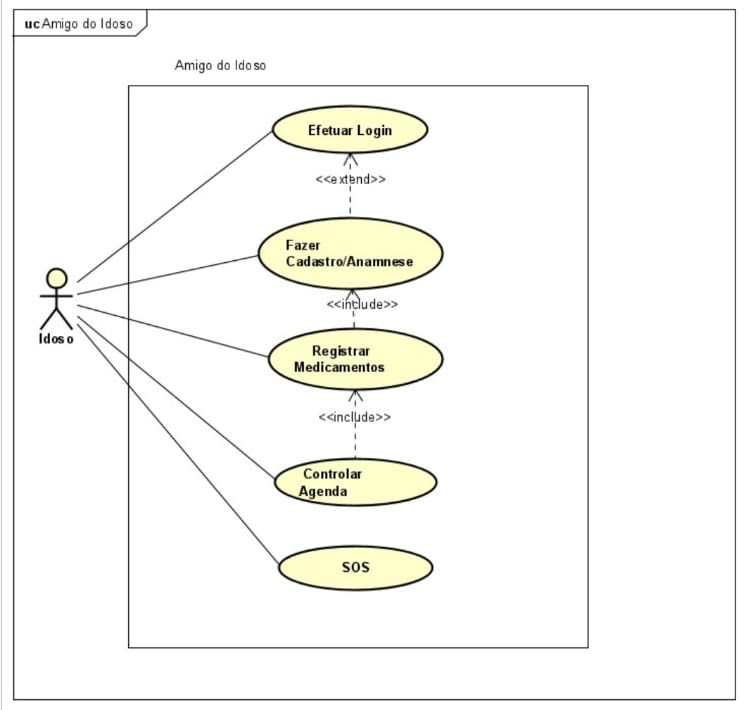 uc Amigo do Idoso
Amigo do Idoso
Efetuar Login
<<extend>>
Fazer
Cadastro/Anamnese
<<include>>
Registrar
Medicamentos
<<include>>
Controlar
Agenda
SOS
Idoso